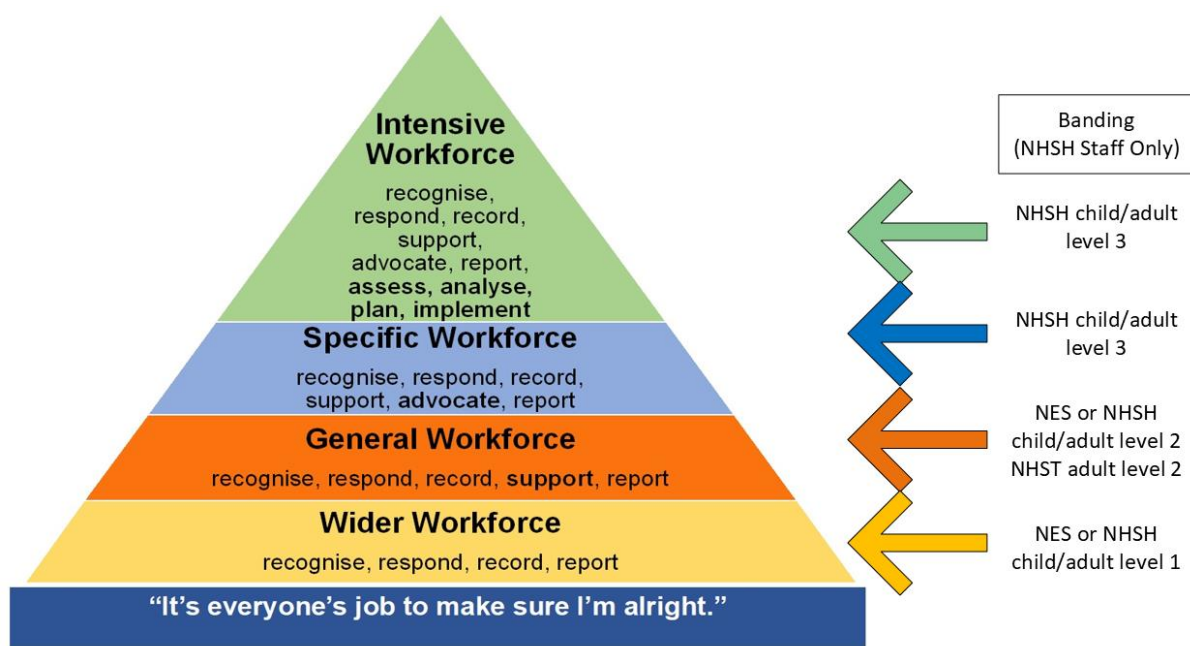 Intensive
Workforce
recognise,
respond, record,
support,
advocate, report,
assess, analyse,
plan, implement
Specific Workforce
recognise, respond, record,
support, advocate, report
General Workforce
recognise, respond, record, support, report
Wider Workforce
recognise, respond, record, report
“It’s everyone’s job to make sure I’m alright.”
Banding
(NHSH Staff Only)
NHSH child/adult
level 3
NHSH child/adult
level 3
NES or NHSH
child/adult level 2
NHST adult level 2
NES or NHSH
child/adult level 1